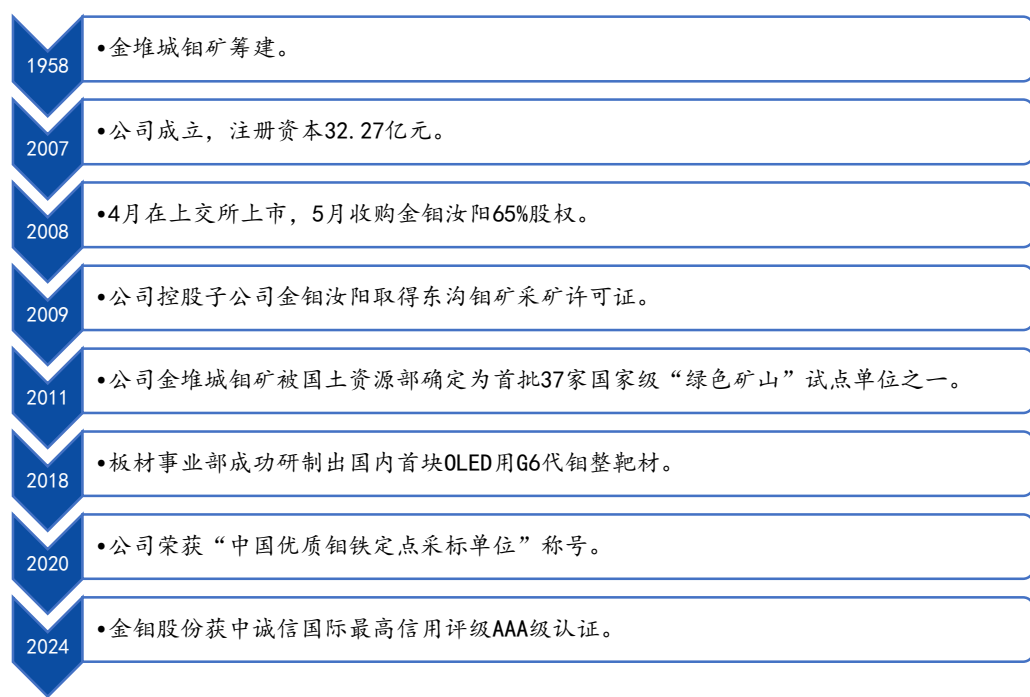 1958
•金堆城钼矿筹建。
2007
•公司成立，注册资本32.27亿元。
2008
•4月在上交所上市，5月收购金钼汝阳65%股权。
2009
•公司控股子公司金钼汝阳取得东沟钼矿采矿许可证。
2011
•公司金堆城钼矿被国土资源部确定为首批37家国家级“绿色矿山”试点单位之一。
2018
•板材事业部成功研制出国内首块OLED用G6代钼整靶材。
2020
•公司荣获“中国优质钼铁定点采标单位”称号。
2024
•金钼股份获中诚信国际最高信用评级AAA级认证。